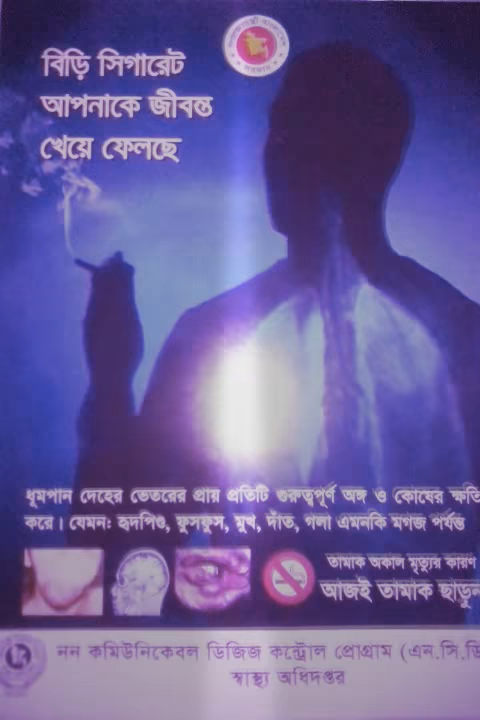 বিড়ি সিগারেট
আপনাকে জীবন্ত
খেয়ে ফেলছে
ধূমপান দেহের ভেতরের প্রায় প্রতিটি গুরুত্বপূর্ণ অঙ্গ ও কোষের ক্ষতি
করে। যেমন: হৃদপিণ্ড, ফুসফুস, মুখ, দাঁত, গলা এমনকি মগজ পর্যন্ত
তামাক অকাল মৃত্যুর কারণ
আজই তামাক ছাড়ুন
নন কমিউনিকেবল ডিজিজ কন্ট্রোল প্রোগ্রাম (এন.সি.ডি
স্বাস্থ্য অধিদপ্তর